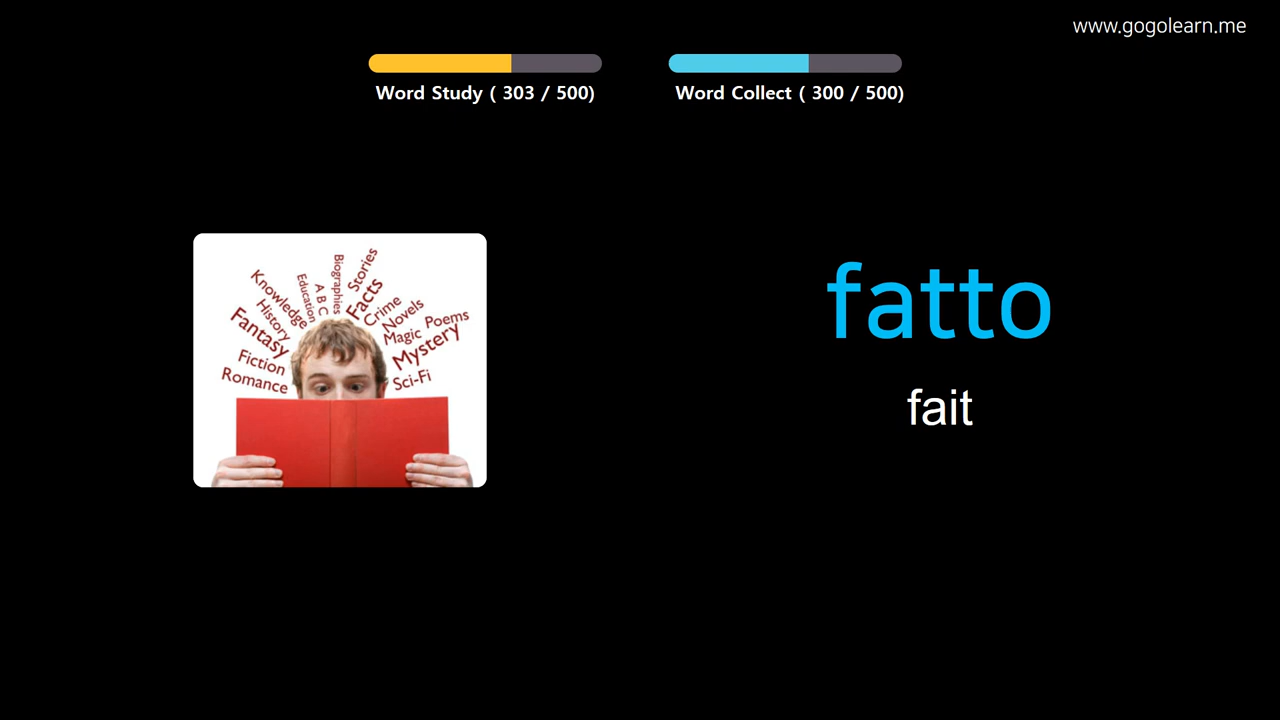 www.gogolearn.me
Word Study ( 303 / 500)
Word Collect ( 300 / 500)
Knowledge
History
Fantasy
Fiction
Romance
Education
A B C
Biographies
Stories
Facts
Crime
Novels
Magic
Poems
Mystery
Sci-Fi
fatto
fait